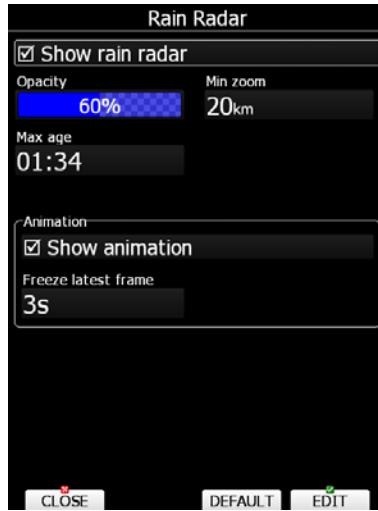 Rain Radar
Show rain radar
Opacity Min zoom
60% 20km
Max age
01:34
Animation
Show animation
Freeze latest frame
3s
CLOSE DEFAULT EDIT